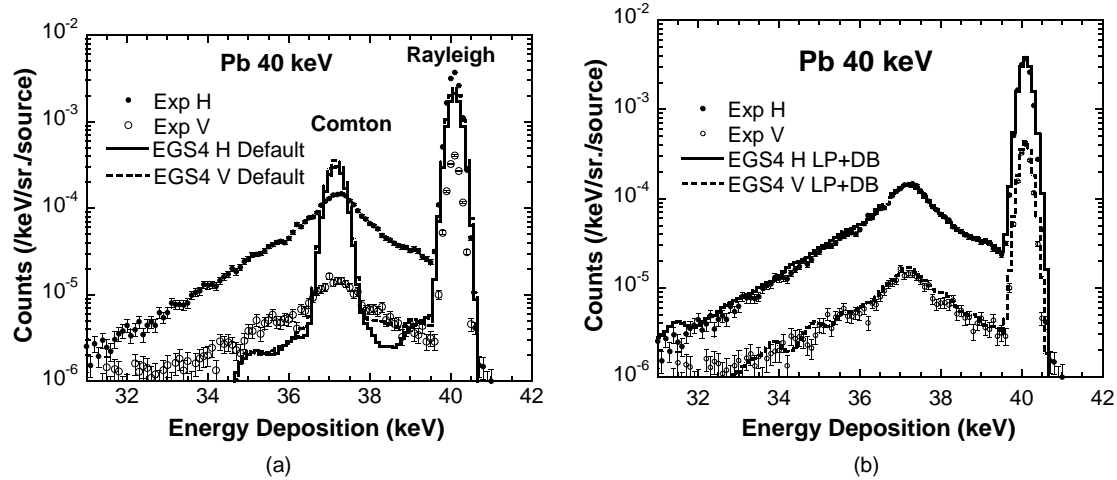 10-2
Pb 40 keV
Rayleigh
Exp H
Exp V
Comton
EGS4 H Default
EGS4 V Default
10-3
10-4
10-5
10-6
Counts (/keV/sr./source)
32 34 36 38 40 42
Energy Deposition (keV)
(a)
10-2
Pb 40 keV
Exp H
Exp V
EGS4 H LP+DB
EGS4 V LP+DB
10-3
10-4
10-5
10-6
Counts (/keV/sr./source)
32 34 36 38 40 42
Energy Deposition (keV)
(b)